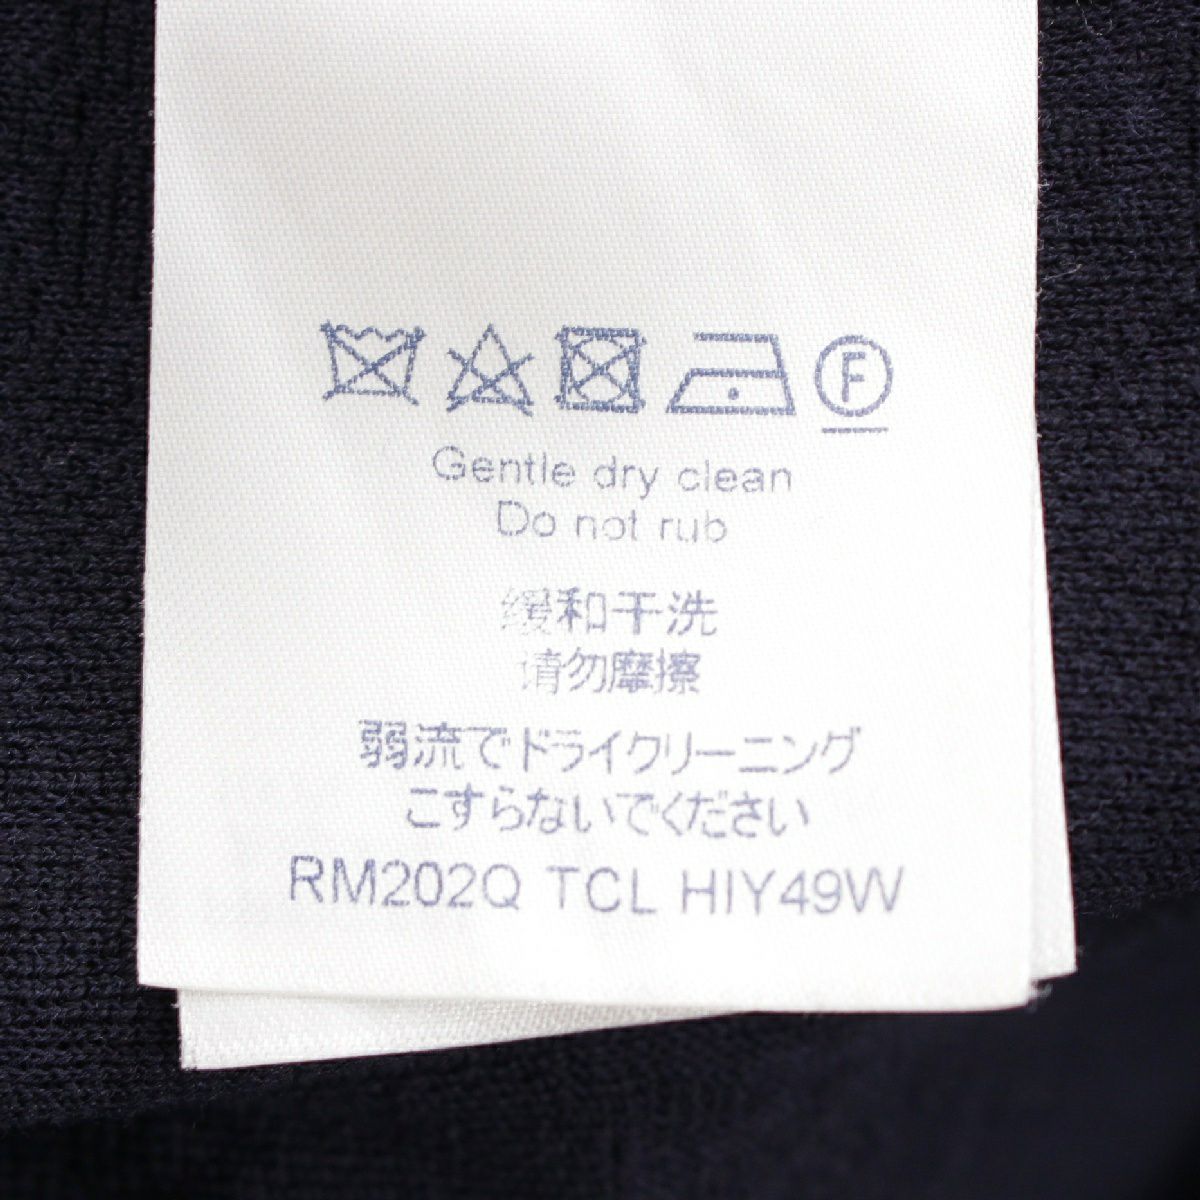 F
Gentle dry clean
Do not rub
缓和干洗
请勿摩擦
弱流でドライクリーニング
こすらないでください
RM202Q TCL HIY49W